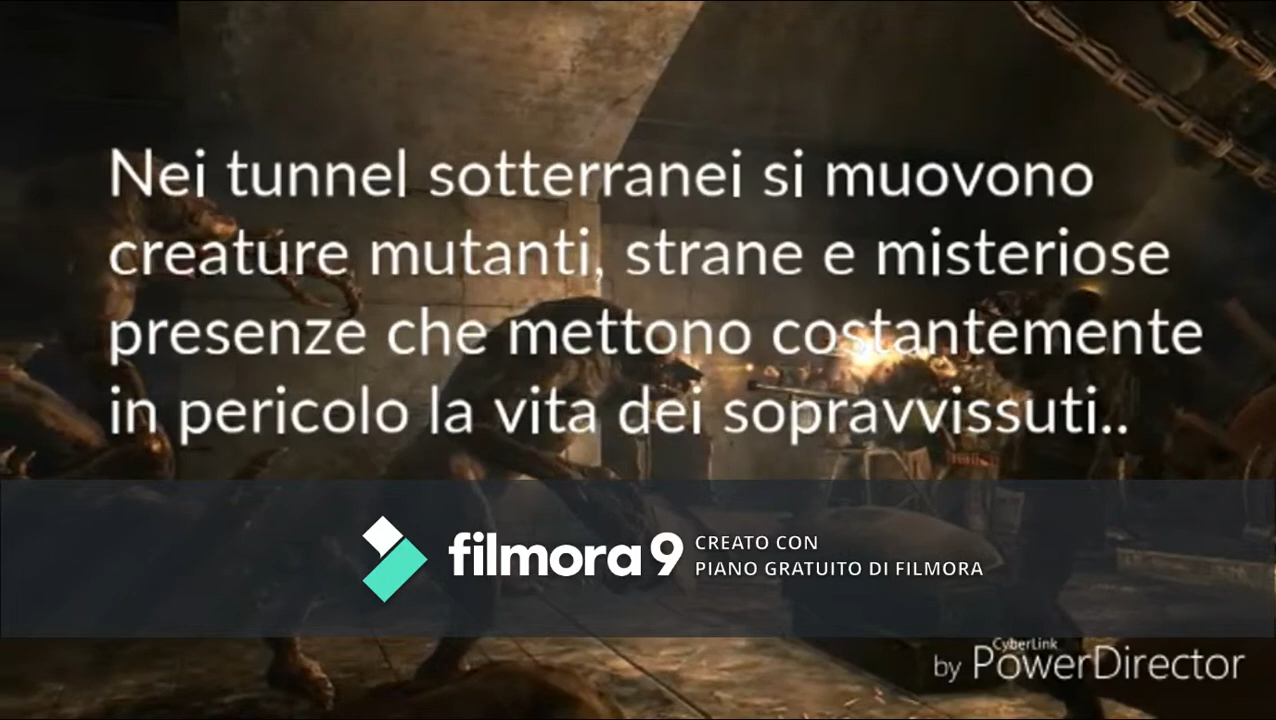 Nei tunnel sotterranei si muovono
creature mutanti, strane e misteriose
presenze che mettono costantemente
in pericolo la vita dei sopravvissuti..
filmora9
CREATO CON
PIANO GRATUITO DI FILMORA
CyberLink
by PowerDirector